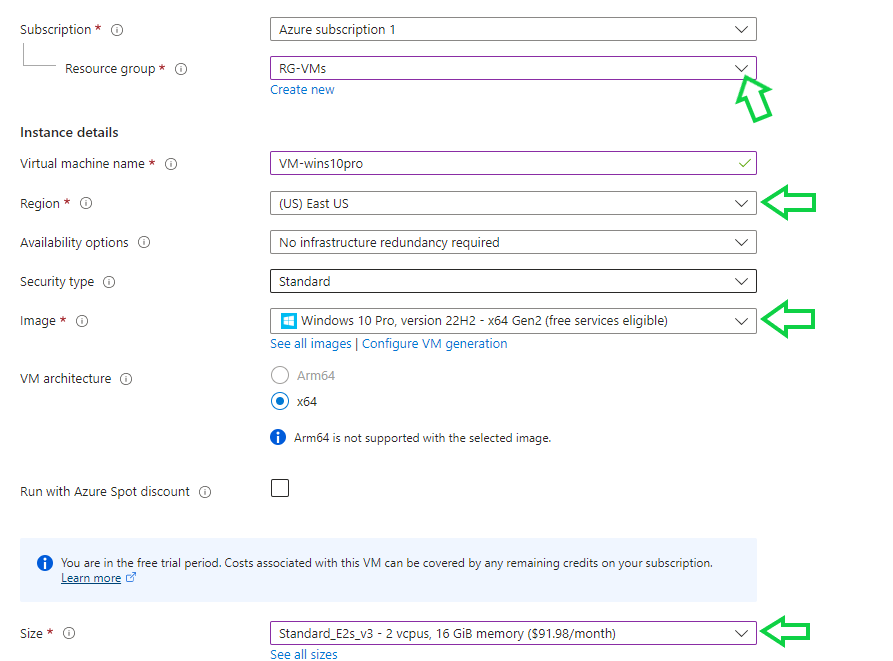 Subscription *
Azure subscription 1
Resource group *
RG-VMs
Create new
Instance details
Virtual machine name *
VM-wins10pro
Region *
(US) East US
Availability options
No infrastructure redundancy required
Security type
Standard
Image *
Windows 10 Pro, version 22H2 - x64 Gen2 (free services eligible)
See all images | Configure VM generation
VM architecture
Arm64
x64
Arm64 is not supported with the selected image.
Run with Azure Spot discount
You are in the free trial period. Costs associated with this VM can be covered by any remaining credits on your subscription.
Learn more
Size *
Standard_E2s_v3 - 2 vcpus, 16 GiB memory ($91.98/month)
See all sizes